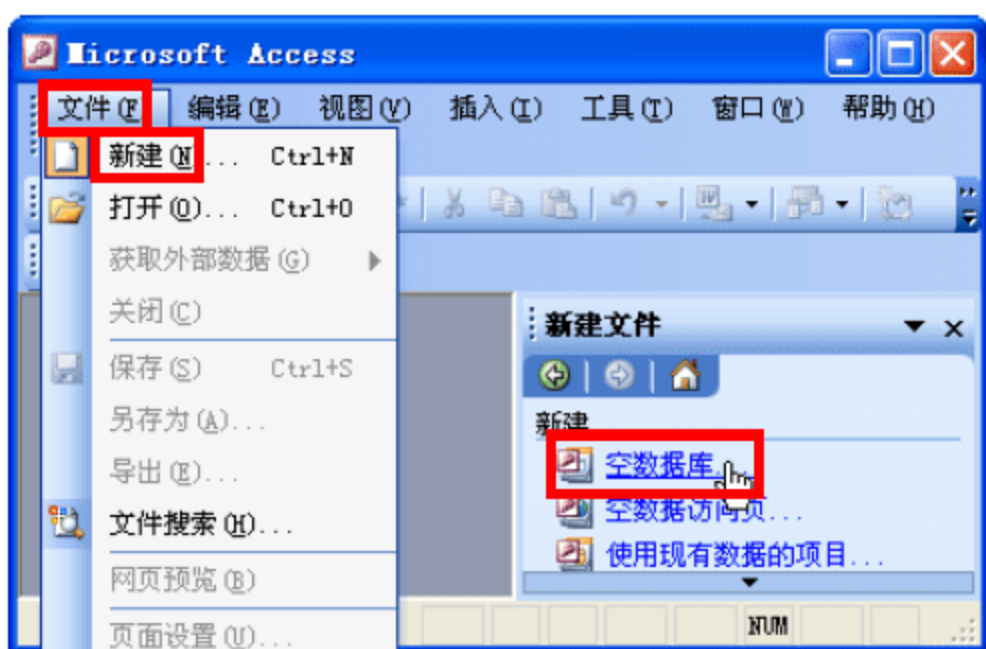 Microsoft Access
文件(F) 编辑(E) 视图(V) 插入(I) 工具(T) 窗口(W) 帮助(H)
新建(N)... Ctrl+N
打开(O)... Ctrl+O
获取外部数据(G)
关闭(C)
保存(S) Ctrl+S
另存为(A)...
导出(E)...
文件搜索(H)...
网页预览(B)
页面设置(U)...
新建文件
新建
空数据库...
空数据访问页...
使用现有数据的项目...
NUM